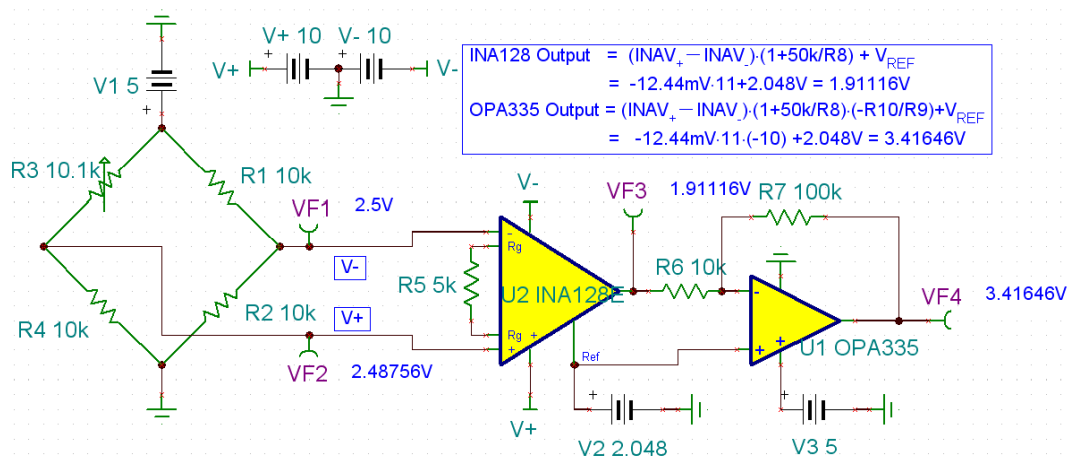 V+ 10 V- 10
V+ V-
V1 5
INA128 Output = (INAV+ − INAV-)·(1+50k/R8) + VREF
= -12.44mV·11+2.048V = 1.91116V
OPA335 Output = (INAV+ − INAV-)·(1+50k/R8)·(-R10/R9)+VREF
= -12.44mV·11·(-10) +2.048V = 3.41646V
R3 10.1k
R1 10k
VF1 2.5V
V-
V-
VF3 1.91116V
R7 100k
R5 5k
Rg
Rg
-
+
+
U2 INA128E
R6 10k
-
+
+
U1 OPA335
VF4 3.41646V
R4 10k
R2 10k
V+
VF2 2.48756V
Ref
V+
V2 2.048
V3 5
+
+
+
+
+